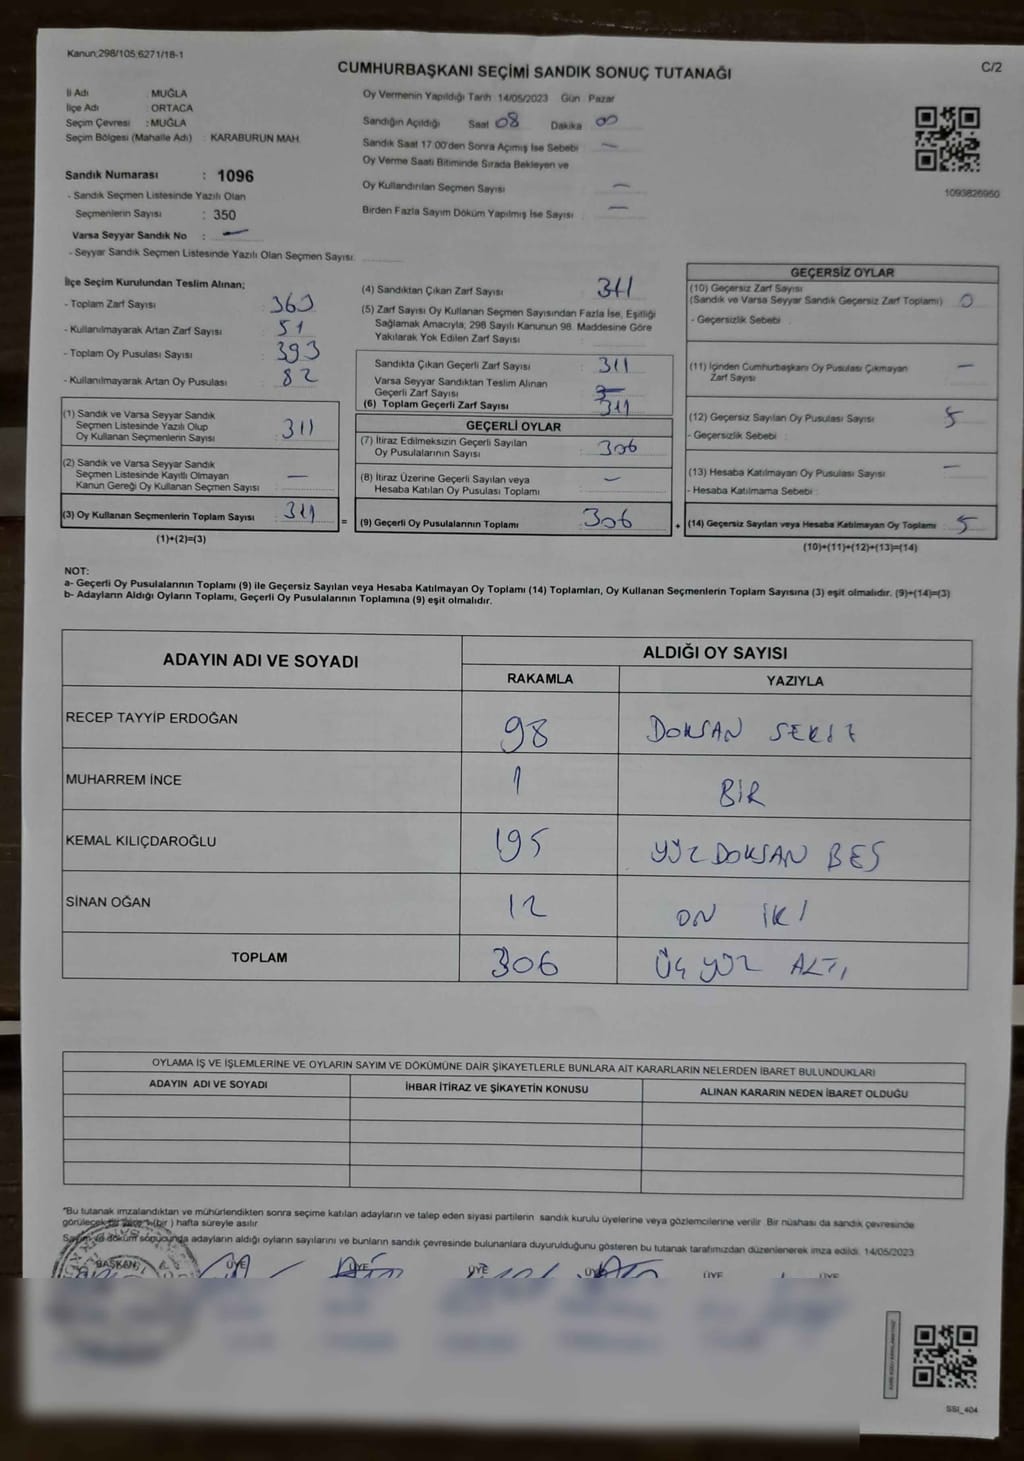 Kanun;298/105;6271/18-1
CUMHURBAŞKANI SEÇİMİ SANDIK SONUÇ TUTANAĞI
C/2
İl Adı : MUĞLA
İlçe Adı : ORTACA
Seçim Çevresi : MUĞLA
Seçim Bölgesi (Mahalle Adı) : KARABURUN MAH.
Sandık Numarası : 1096
- Sandık Seçmen Listesinde Yazılı Olan
Seçmenlerin Sayısı : 350
Varsa Seyyar Sandık No : —
- Seyyar Sandık Seçmen Listesinde Yazılı Olan Seçmen Sayısı:
Oy Vermenin Yapıldığı Tarih :14/05/2023 Gün : Pazar
Sandığın Açıldığı Saat 08 Dakika 00
Sandık Saat 17.00'den Sonra Açımış İse Sebebi : —
Oy Verme Saati Bitiminde Sırada Bekleyen ve
Oy Kullandırılan Seçmen Sayısı : —
Birden Fazla Sayım Döküm Yapılmış İse Sayısı : —
1093826960
İlçe Seçim Kurulundan Teslim Alınan;
- Toplam Zarf Sayısı :
- Kullanılmayarak Artan Zarf Sayısı : 51
- Toplam Oy Pusulası Sayısı : 393
- Kullanılmayarak Artan Oy Pusulası : 82
(1) Sandık ve Varsa Seyyar Sandık
Seçmen Listesinde Yazılı Olup
Oy Kullanan Seçmenlerin Sayısı : 311
(2) Sandık ve Varsa Seyyar Sandık
Seçmen Listesinde Kayıtlı Olmayan
Kanun Gereği Oy Kullanan Seçmen Sayısı : —
(3) Oy Kullanan Seçmenlerin Toplam Sayısı : 311
(1)+(2)=(3)
(4) Sandıktan Çıkan Zarf Sayısı : 311
(5) Zarf Sayısı Oy Kullanan Seçmen Sayısından Fazla İse, Eşitliği
Sağlamak Amacıyla; 298 Sayılı Kanunun 98. Maddesine Göre
Yakılarak Yok Edilen Zarf Sayısı :
Sandıkta Çıkan Geçerli Zarf Sayısı : 311
Varsa Seyyar Sandıktan Teslim Alınan
Geçerli Zarf Sayısı :
(6) Toplam Geçerli Zarf Sayısı : 311
=
GEÇERLİ OYLAR
(7) İtiraz Edilmeksizin Geçerli Sayılan
Oy Pusulalarının Sayısı : 306
(8) İtiraz Üzerine Geçerli Sayılan veya
Hesaba Katılan Oy Pusulası Toplamı : —
(9) Geçerli Oy Pusulalarının Toplamı : 306
+
GEÇERSİZ OYLAR
(10) Geçersiz Zarf Sayısı
(Sandık ve Varsa Seyyar Sandık Geçersiz Zarf Toplamı) : 0
- Geçersizlik Sebebi :
(11) İçinden Cumhurbaşkanı Oy Pusulası Çıkmayan
Zarf Sayısı : —
(12) Geçersiz Sayılan Oy Pusulası Sayısı : 5
- Geçersizlik Sebebi :
(13) Hesaba Katılmayan Oy Pusulası Sayısı : —
- Hesaba Katılmama Sebebi :
(14) Geçersiz Sayılan veya Hesaba Katılmayan Oy Toplamı : 5
(10)+(11)+(12)+(13)=(14)
NOT:
a- Geçerli Oy Pusulalarının Toplamı (9) ile Geçersiz Sayılan veya Hesaba Katılmayan Oy Toplamı (14) Toplamları, Oy Kullanan Seçmenlerin Toplam Sayısına (3) eşit olmalıdır. (9)+(14)=(3)
b- Adayların Aldığı Oyların Toplamı, Geçerli Oy Pusulalarının Toplamına (9) eşit olmalıdır.
ADAYIN ADI VE SOYADI
ALDIĞI OY SAYISI
RAKAMLA YAZIYLA
RECEP TAYYİP ERDOĞAN 98 DOKSAN SEKİZ
MUHARREM İNCE 1 BİR
KEMAL KILIÇDAROĞLU 195 YÜZDOKSAN BEŞ
SİNAN OĞAN 12 ON İKİ
TOPLAM 306 ÜÇ YÜZ ALTI
OYLAMA İŞ VE İŞLEMLERİNE VE OYLARIN SAYIM VE DÖKÜMÜNE DAİR ŞİKAYETLERLE BUNLARA AİT KARARLARIN NELERDEN İBARET BULUNDUKLARI
ADAYIN ADI VE SOYADI İHBAR İTİRAZ VE ŞİKAYETİN KONUSU ALINAN KARARIN NEDEN İBARET OLDUĞU
"Bu tutanak imzalandıktan ve mühürlendikten sonra seçime katılan adayların ve talep eden siyasi partilerin sandık kurulu üyelerine veya gözlemcilerine verilir. Bir nüshası da sandık çevresinde
görülecek bir yere 1 (bir) hafta süreyle asılır.
Sayım ve döküm sonucunda adayların aldığı oyların sayılarını ve bunların sandık çevresinde bulunanlara duyurulduğunu gösteren bu tutanak tarafımızdan düzenlenerek imza edildi. 14/05/2023
BAŞKAN ÜYE ÜYE ÜYE ÜYE ÜYE ÜYE
SSI_404